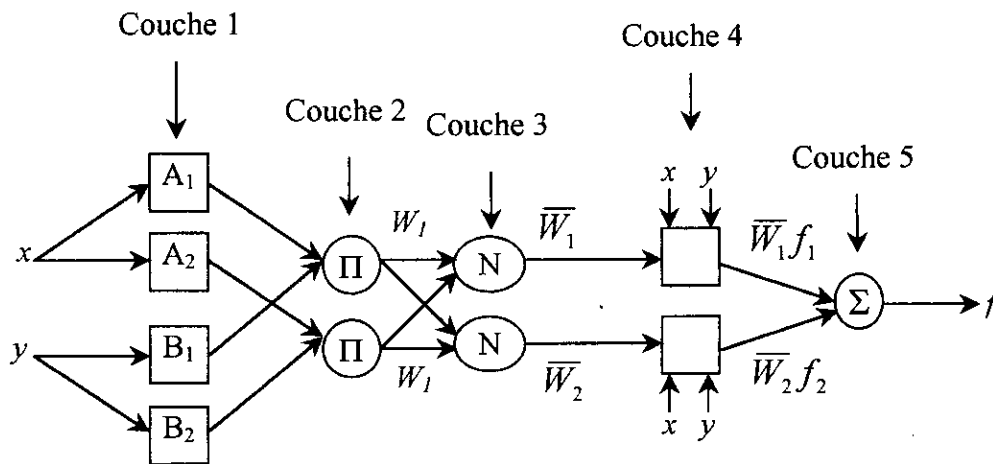 Couche 1
Couche 4
Couche 2
Couche 3
Couche 5
x y
A₁
W₁ W̅₁
W̅₁f₁
x
A₂
Π
N
Σ
f
y
B₁
Π
N
W₁ W̅₂
W̅₂f₂
B₂
x y